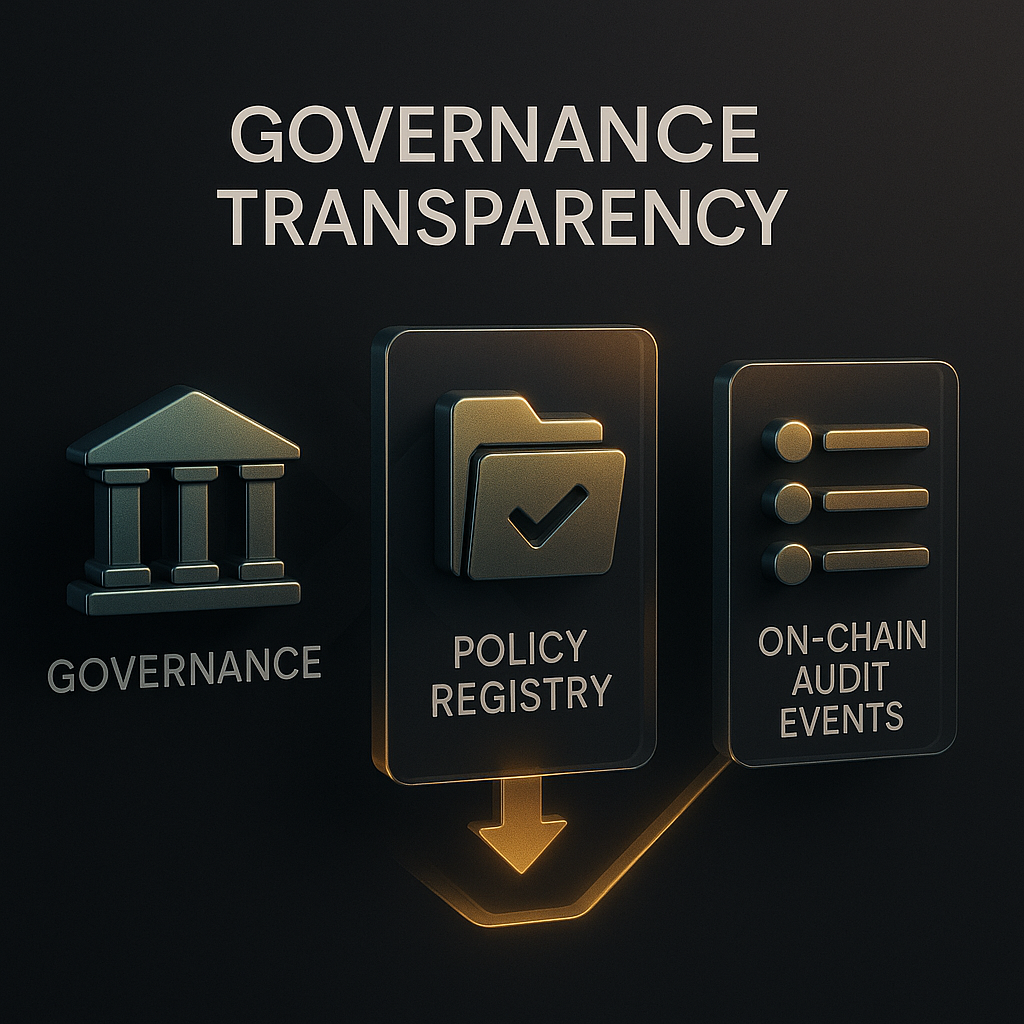 GOVERNANCE
TRANSPARENCY
GOVERNANCE
POLICY
REGISTRY
ON-CHAIN
AUDIT
EVENTS